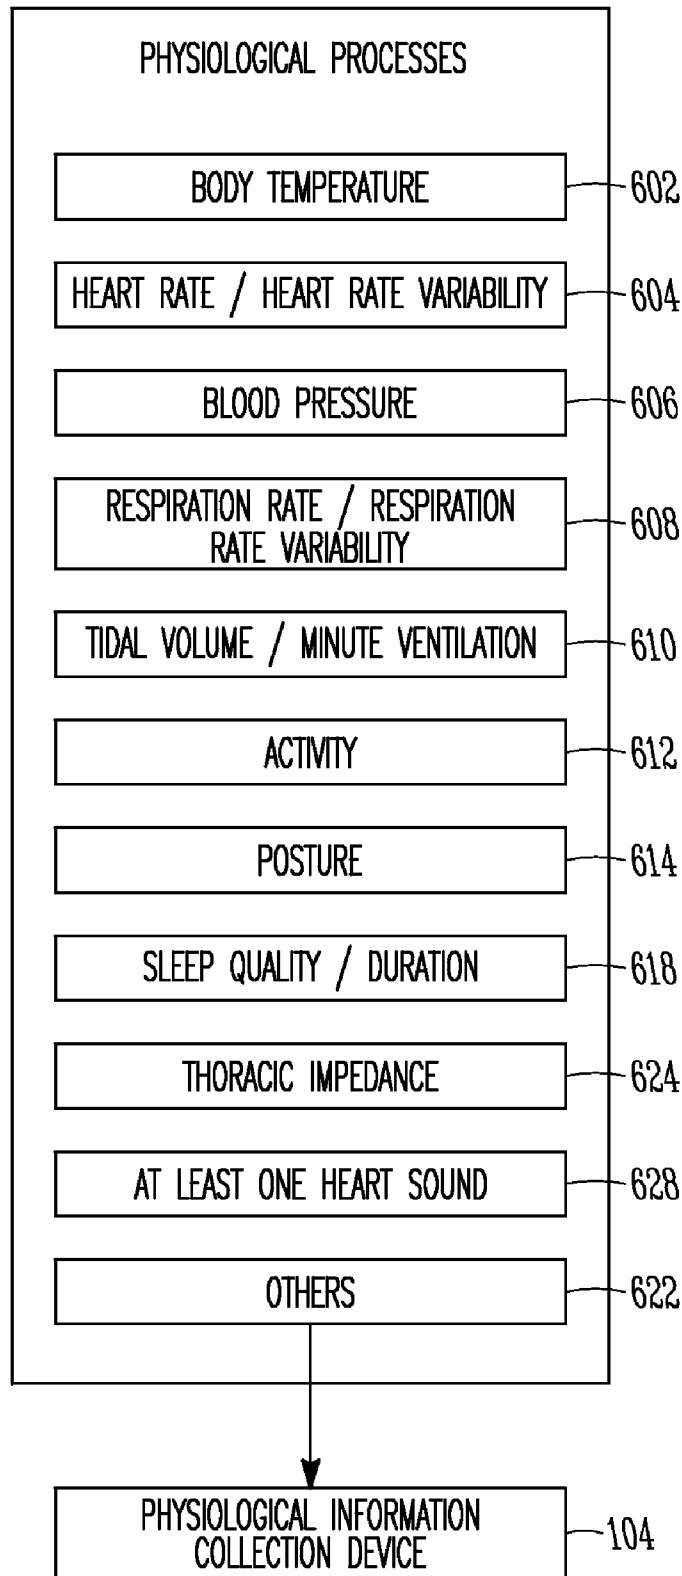 PHYSIOLOGICAL PROCESSES
BODY TEMPERATURE 602
HEART RATE / HEART RATE VARIABILITY 604
BLOOD PRESSURE 606
RESPIRATION RATE / RESPIRATION
RATE VARIABILITY 608
TIDAL VOLUME / MINUTE VENTILATION 610
ACTIVITY 612
POSTURE 614
SLEEP QUALITY / DURATION 618
THORACIC IMPEDANCE 624
AT LEAST ONE HEART SOUND 628
OTHERS 622
PHYSIOLOGICAL INFORMATION
COLLECTION DEVICE 104